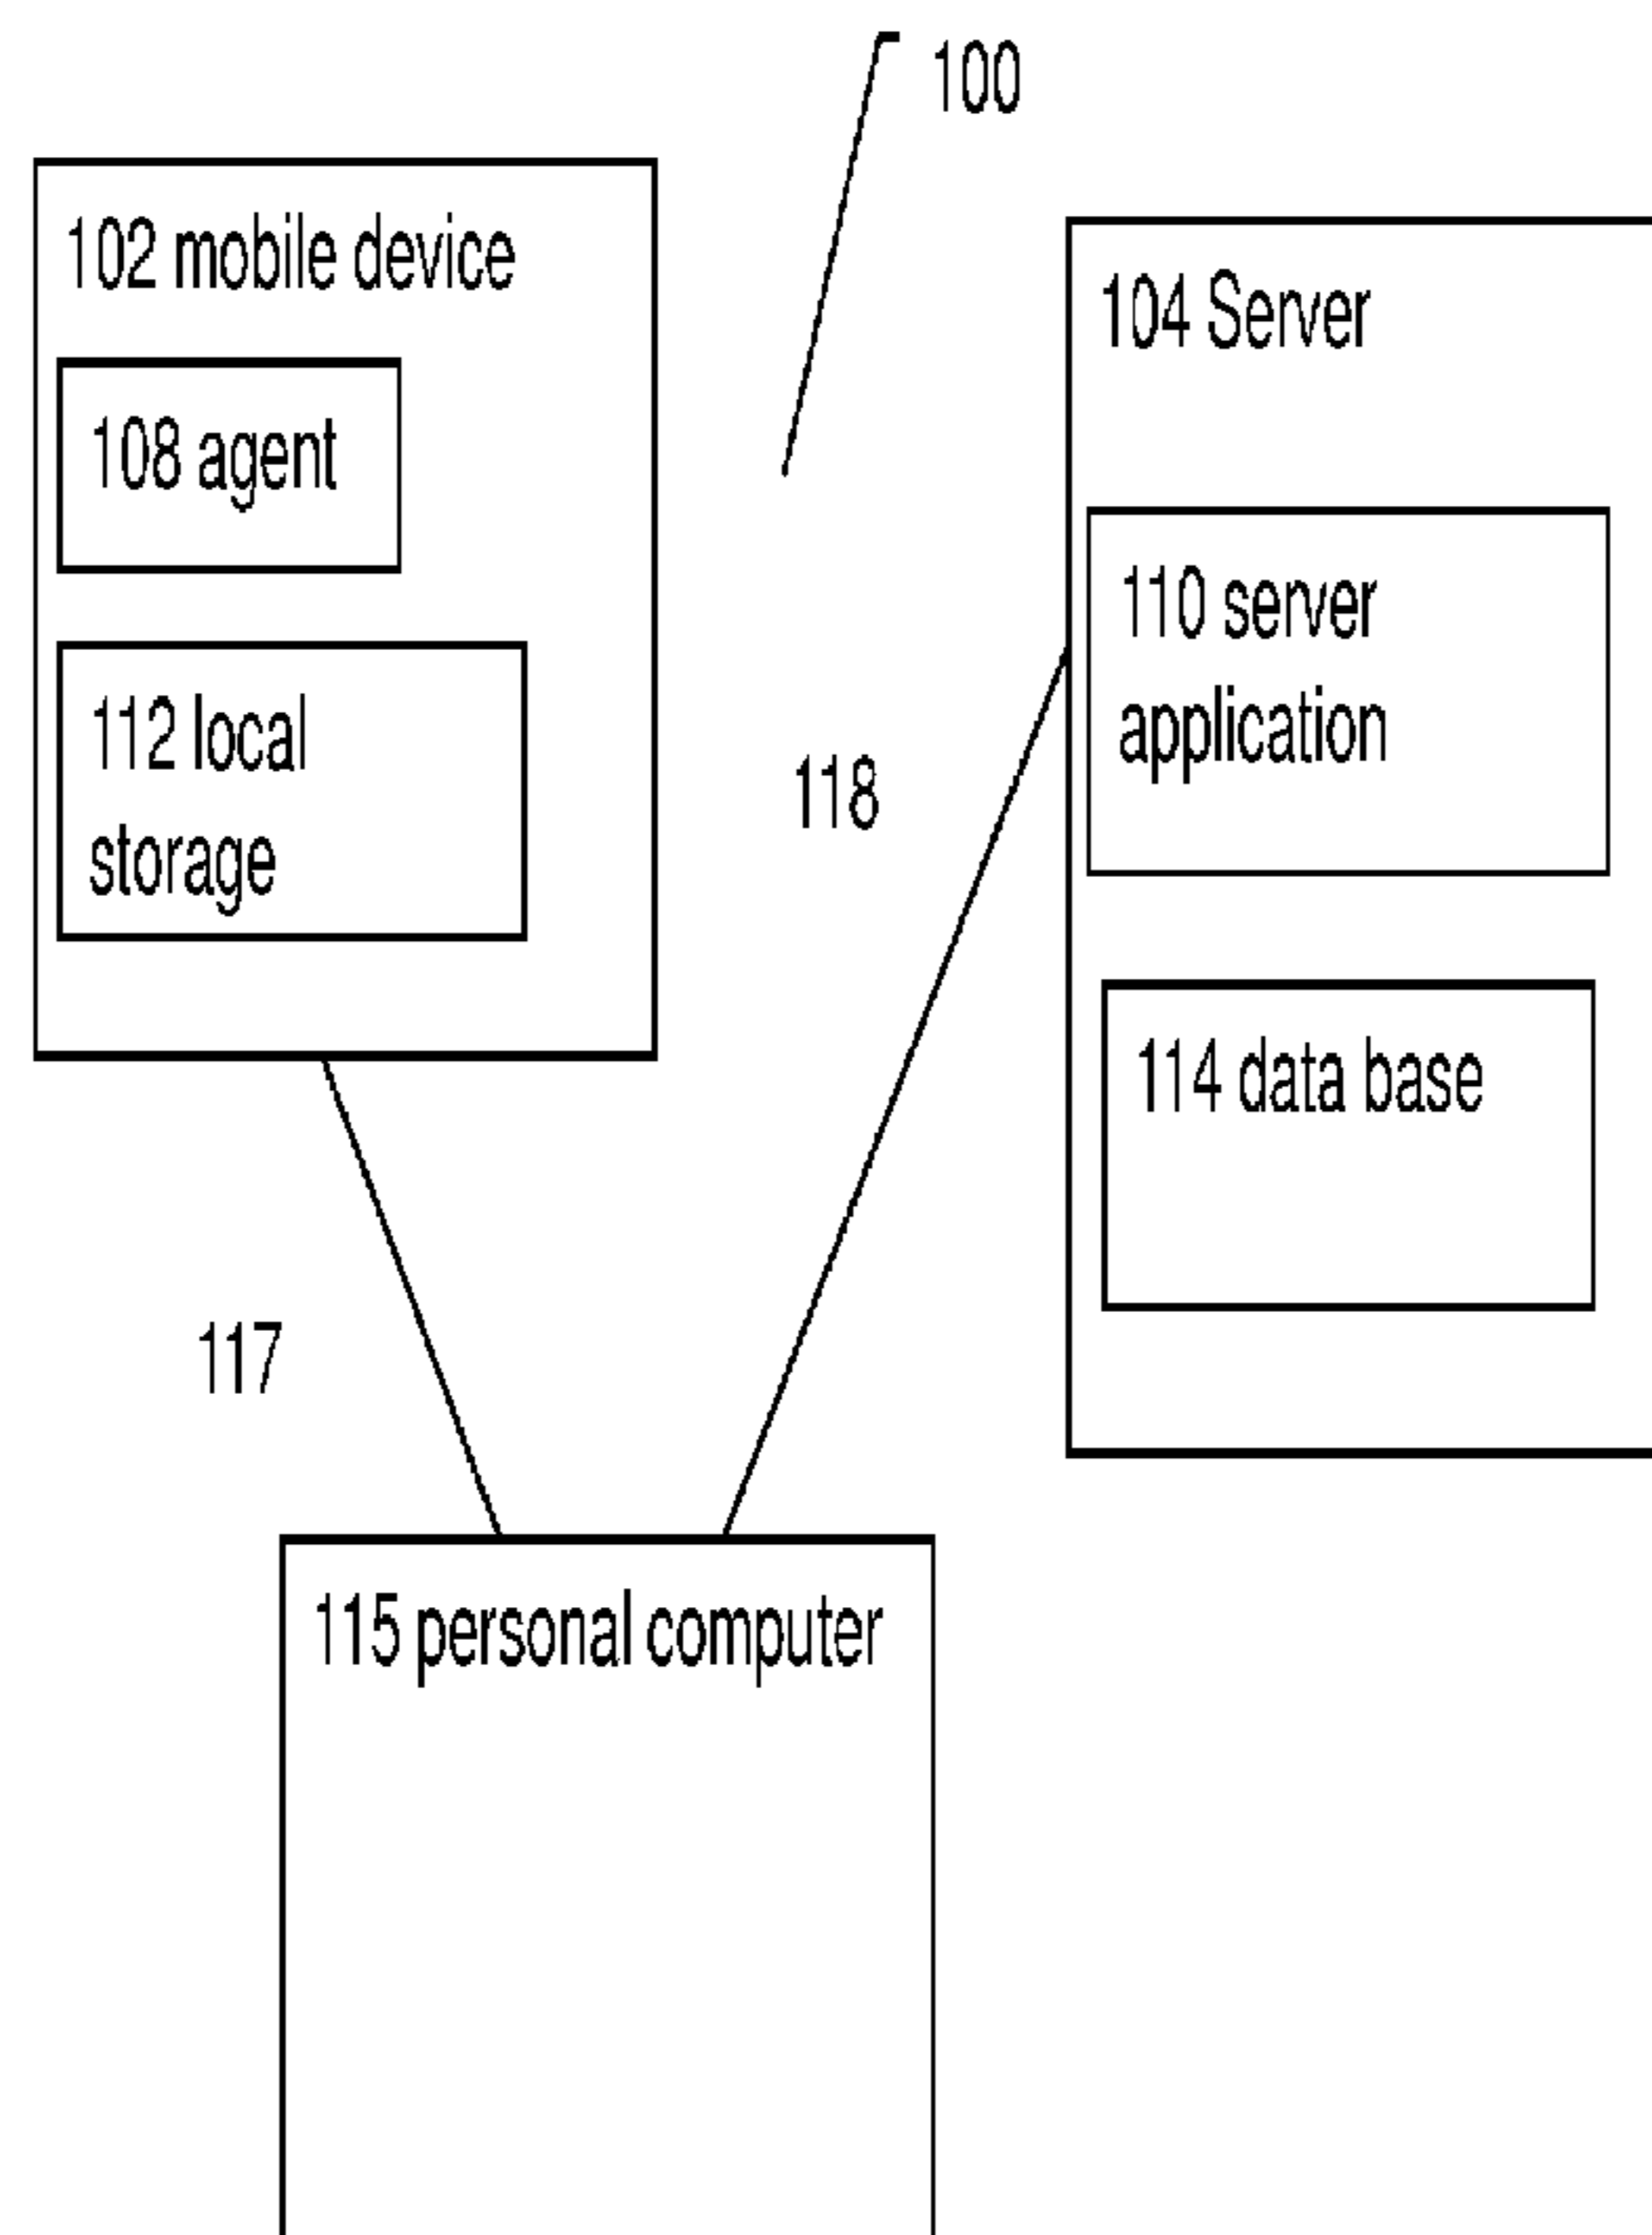 100
102 mobile device
108 agent
112 local
storage
104 Server
110 server
application
114 data base
118
117
115 personal computer